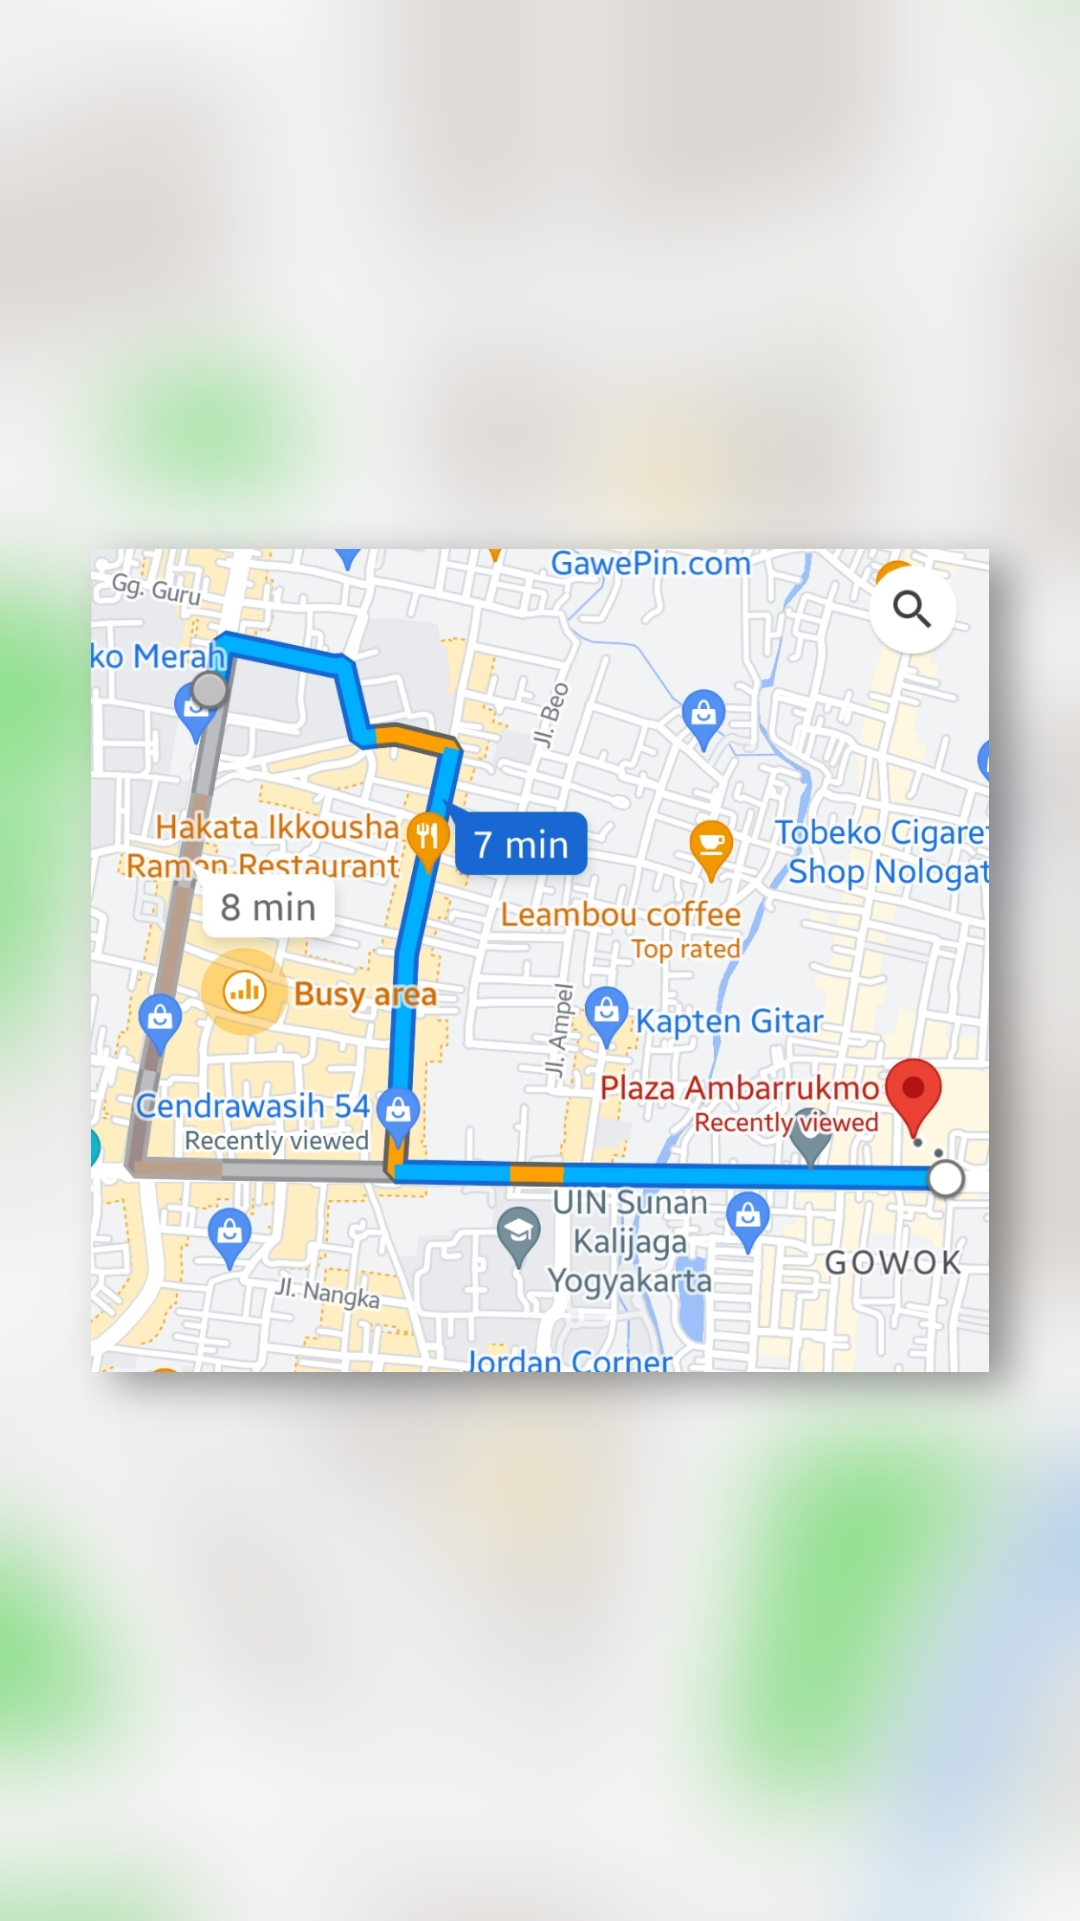 GawePin.com
Gg. Guru
ko Merah
Jl. Beo
Hakata Ikkousha
Ramen Restaurant
7 min
Tobeko Cigaret
Shop Nologat
8 min
Leambou coffee
Top rated
Busy area
Jl. Ampel
Kapten Gitar
Plaza Ambarrukmo
Recently viewed
Cendrawasih 54
Recently viewed
UIN Sunan
Kalijaga
Yogyakarta
GOWOK
Jl. Nangka
Jordan Corner